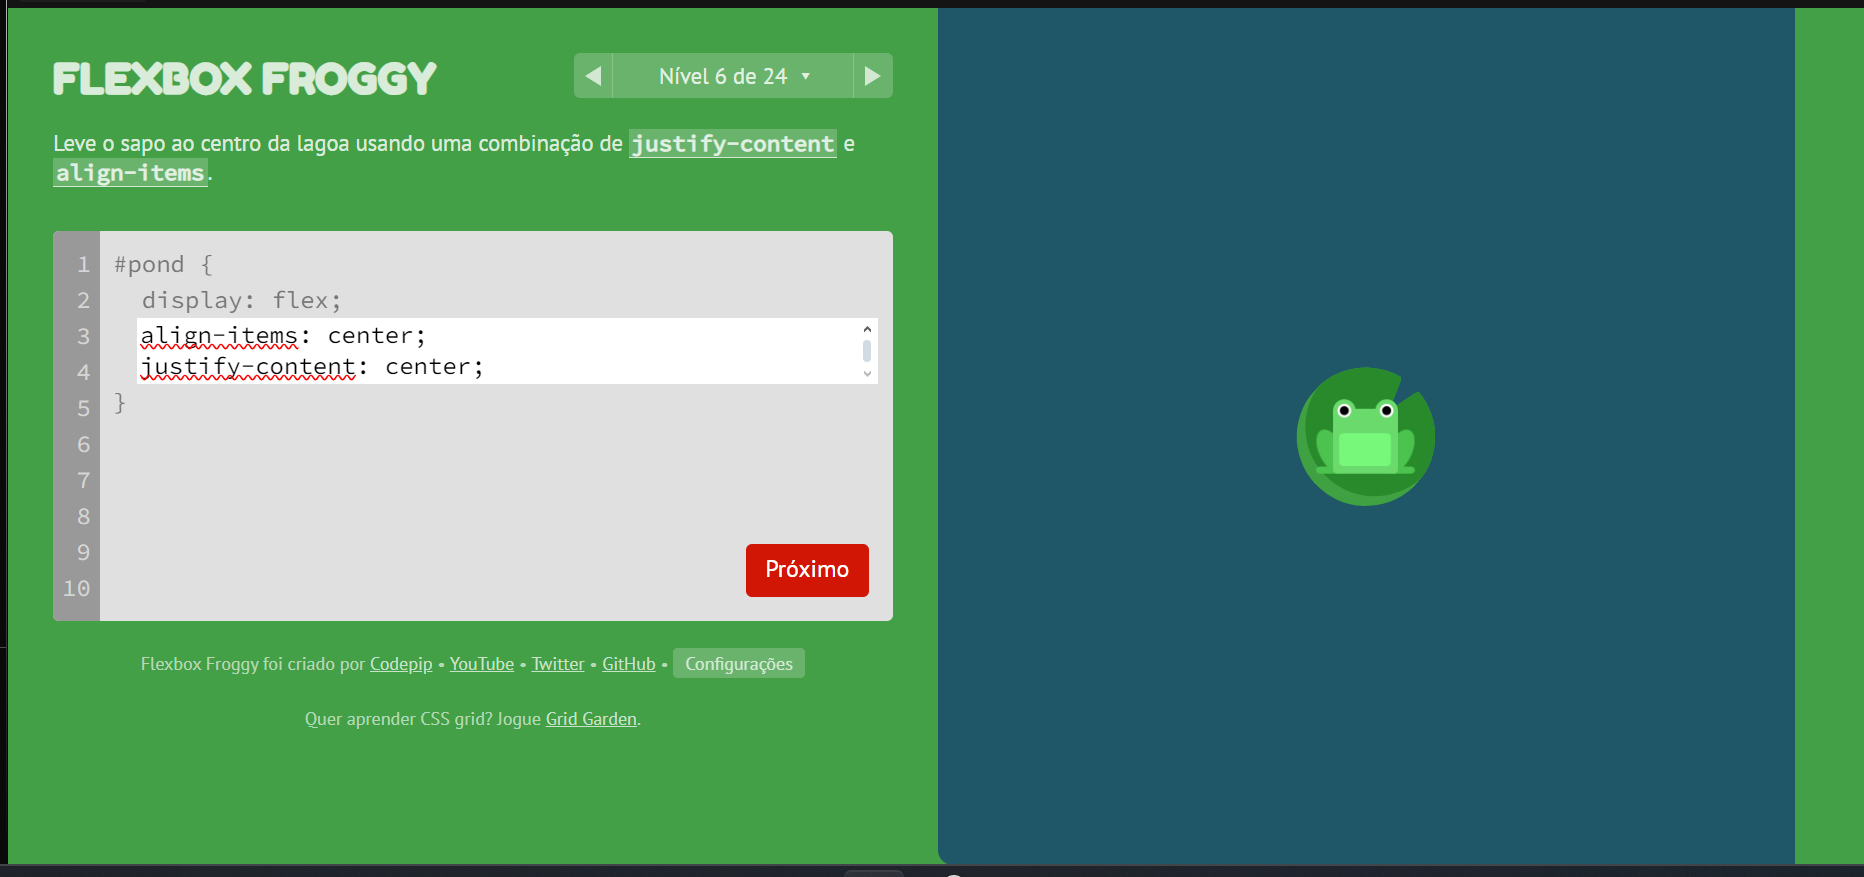 FLEXBOX FROGGY
Nível 6 de 24
Leve o sapo ao centro da lagoa usando uma combinação de justify-content e
align-items.
1 #pond {
2 display: flex;
3 align-items: center;
4 justify-content: center;
5 }
6
7
8
9
10
Próximo
Flexbox Froggy foi criado por Codepip • YouTube • Twitter • GitHub • Configurações
Quer aprender CSS grid? Jogue Grid Garden.